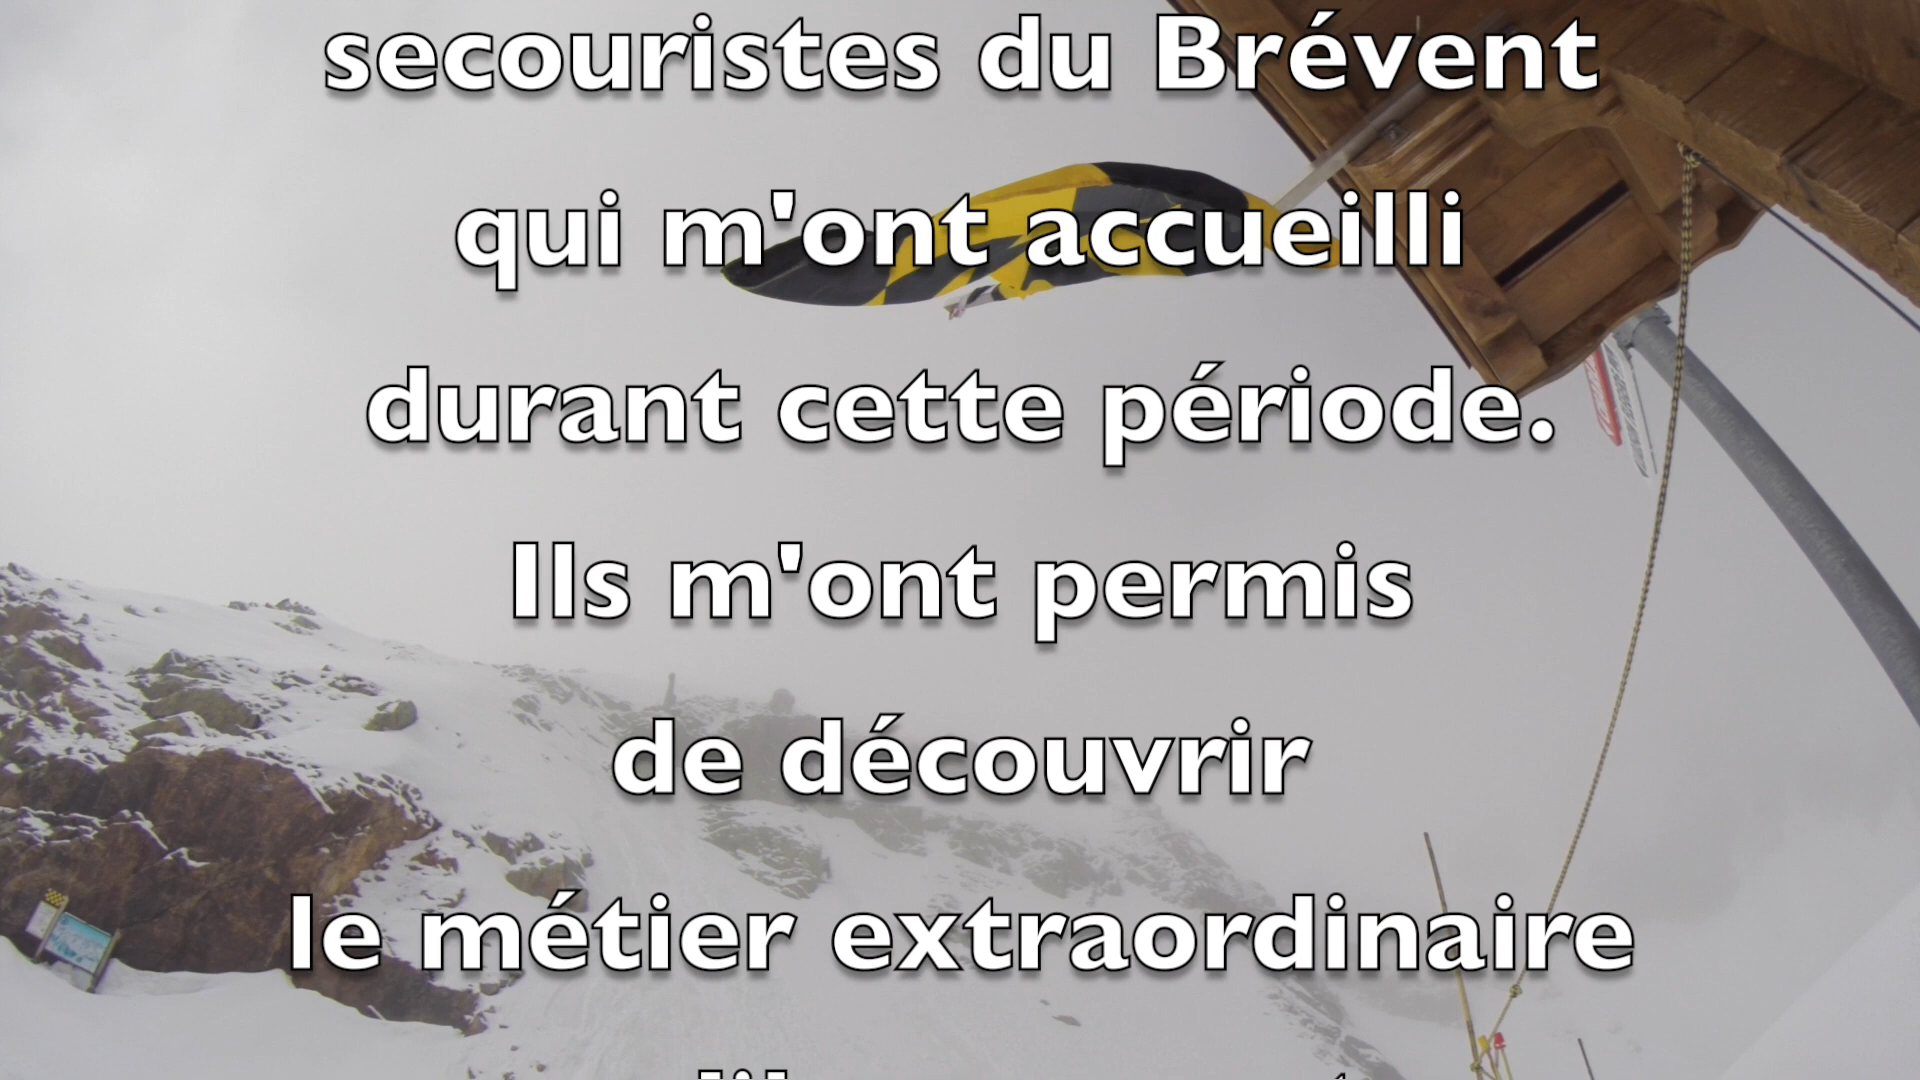 secouristes du Brévent
qui m'ont accueilli
durant cette période.
Ils m'ont permis
de découvrir
le métier extraordinaire